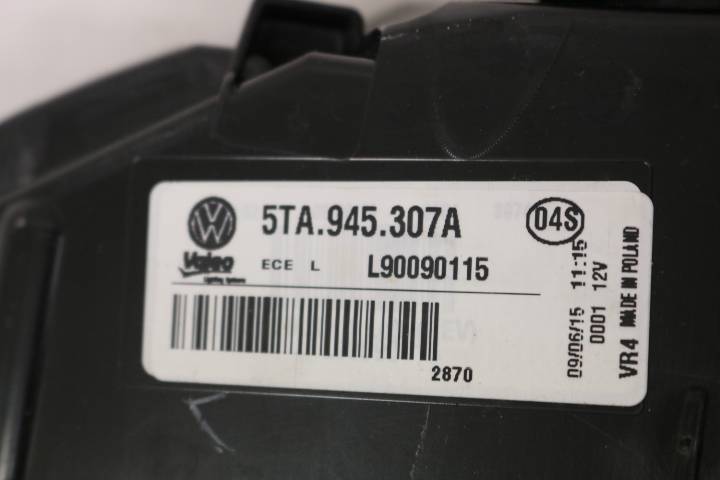 5TA.945.307A
04S
Valeo
ECE L L90090115
2870
09/06/15 11:15
0001 12V
VR4 MADE IN POLAND